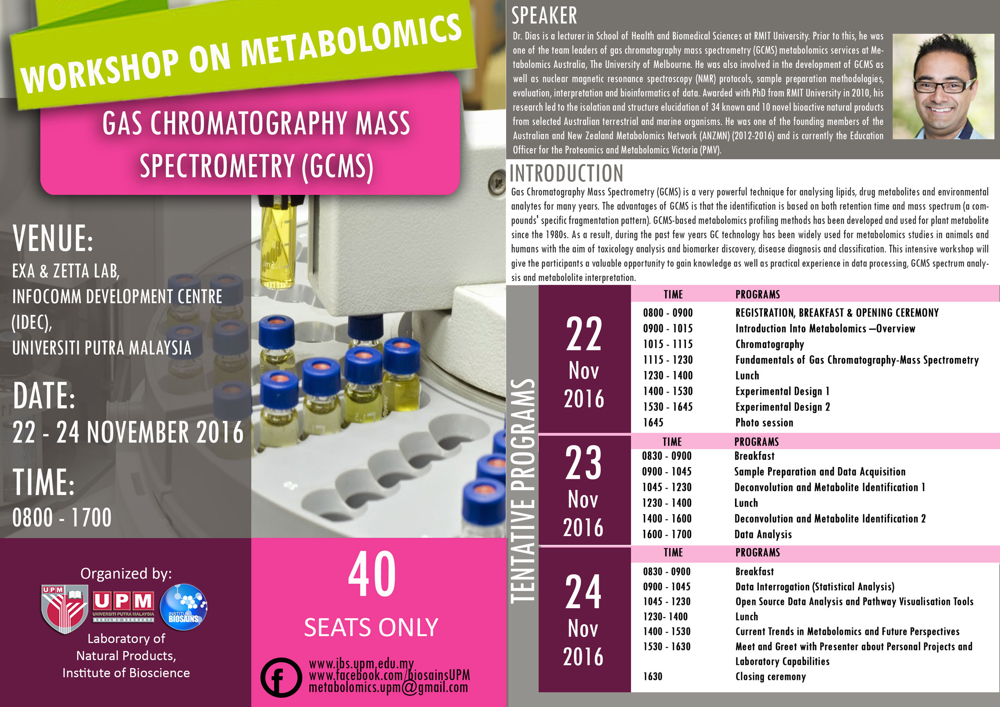 WORKSHOP ON METABOLOMICS
GAS CHROMATOGRAPHY MASS
SPECTROMETRY (GCMS)
VENUE:
EXA & ZETTA LAB,
INFOCOMM DEVELOPMENT CENTRE
(IDEC),
UNIVERSITI PUTRA MALAYSIA
DATE:
22 - 24 NOVEMBER 2016
TIME:
0800 - 1700
Organized by:
UPM
UPM
UNIVERSITI PUTRA MALAYSIA
BERILMU BERBAKTI
INSTITUT
BIOSAINS
Laboratory of
Natural Products,
Institute of Bioscience
40
SEATS ONLY
www.ibs.upm.edu.my
www.facebook.com/biosainsUPM
metabolomics.upm@gmail.com
SPEAKER
Dr. Dias is a lecturer in School of Health and Biomedical Sciences at RMIT University. Prior to this, he was
one of the team leaders of gas chromatography mass spectrometry (GCMS) metabolomics services at Me-
tabolomics Australia, The University of Melbourne. He was also involved in the development of GCMS as
well as nuclear magnetic resonance spectroscopy (NMR) protocols, sample preparation methodologies,
evaluation, interpretation and bioinformatics of data. Awarded with PhD from RMIT University in 2010, his
research led to the isolation and structure elucidation of 34 known and 10 novel bioactive natural products
from selected Australian terrestrial and marine organisms. He was one of the founding members of the
Australian and New Zealand Metabolomics Network (ANZMN) (2012-2016) and is currently the Education
Officer for the Proteomics and Metabolomics Victoria (PMV).
INTRODUCTION
Gas Chromatography Mass Spectrometry (GCMS) is a very powerful technique for analysing lipids, drug metabolites and environmental
analytes for many years. The advantages of GCMS is that the identification is based on both retention time and mass spectrum (a com-
pounds' specific fragmentation pattern). GCMS-based metabolomics profiling methods has been developed and used for plant metabolite
since the 1980s. As a result, during the past few years GC technology has been widely used for metabolomics studies in animals and
humans with the aim of toxicology analysis and biomarker discovery, disease diagnosis and classification. This intensive workshop will
give the participants a valuable opportunity to gain knowledge as well as practical experience in data processing, GCMS spectrum analy-
sis and metabololite interpretation.
TENTATIVE PROGRAMS
22
Nov
2016
TIME PROGRAMS
0800 - 0900 REGISTRATION, BREAKFAST & OPENING CEREMONY
0900 - 1015 Introduction Into Metabolomics –Overview
1015 - 1115 Chromatography
1115 - 1230 Fundamentals of Gas Chromatography-Mass Spectrometry
1230 - 1400 Lunch
1400 - 1530 Experimental Design 1
1530 - 1645 Experimental Design 2
1645 Photo session
23
Nov
2016
TIME PROGRAMS
0830 - 0900 Breakfast
0900 - 1045 Sample Preparation and Data Acquisition
1045 - 1230 Deconvolution and Metabolite Identification 1
1230 - 1400 Lunch
1400 - 1600 Deconvolution and Metabolite Identification 2
1600 - 1700 Data Analysis
24
Nov
2016
TIME PROGRAMS
0830 - 0900 Breakfast
0900 - 1045 Data Interrogation (Statistical Analysis)
1045 - 1230 Open Source Data Analysis and Pathway Visualisation Tools
1230- 1400 Lunch
1400 - 1530 Current Trends in Metabolomics and Future Perspectives
1530 - 1630 Meet and Greet with Presenter about Personal Projects and
Laboratory Capabilities
1630 Closing ceremony